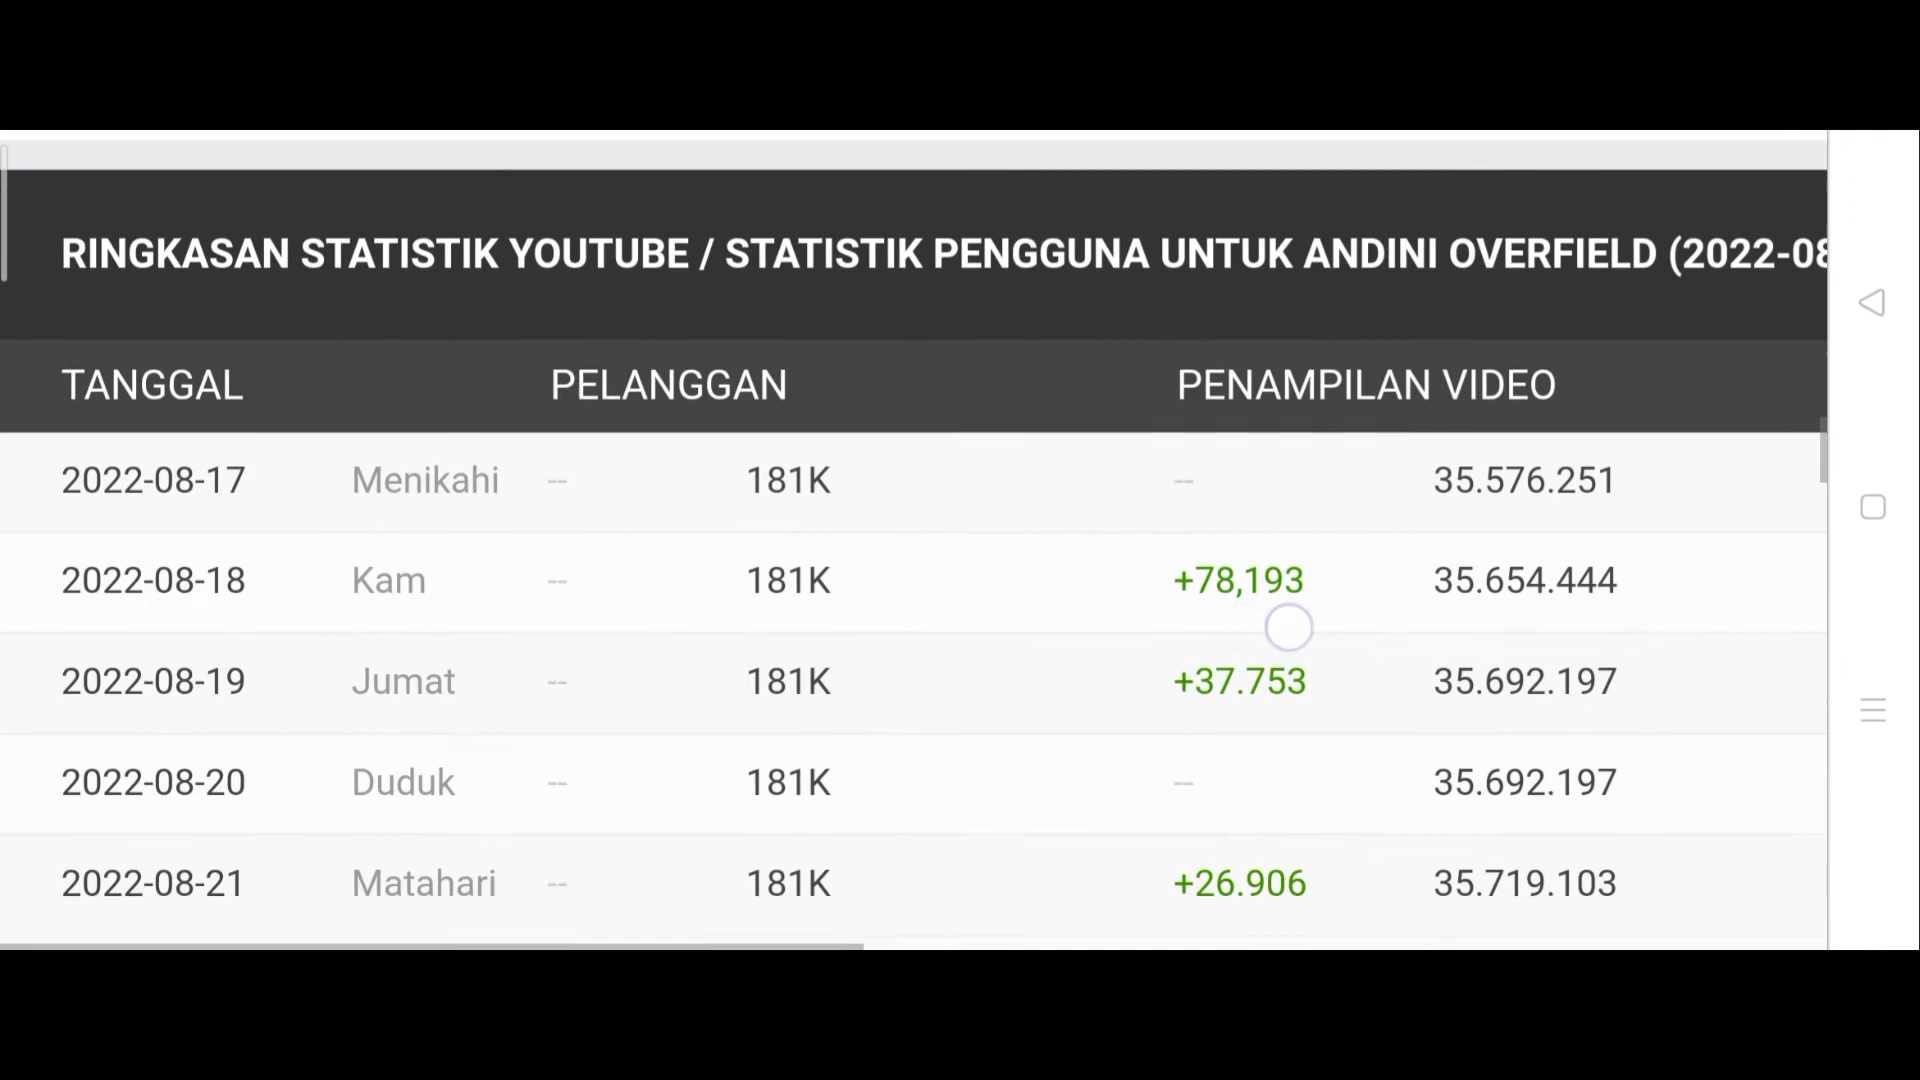 RINGKASAN STATISTIK YOUTUBE / STATISTIK PENGGUNA UNTUK ANDINI OVERFIELD (2022-08
TANGGAL PELANGGAN PENAMPILAN VIDEO
2022-08-17 Menikahi -- 181K -- 35.576.251
2022-08-18 Kam -- 181K +78,193 35.654.444
2022-08-19 Jumat -- 181K +37.753 35.692.197
2022-08-20 Duduk -- 181K -- 35.692.197
2022-08-21 Matahari -- 181K +26.906 35.719.103